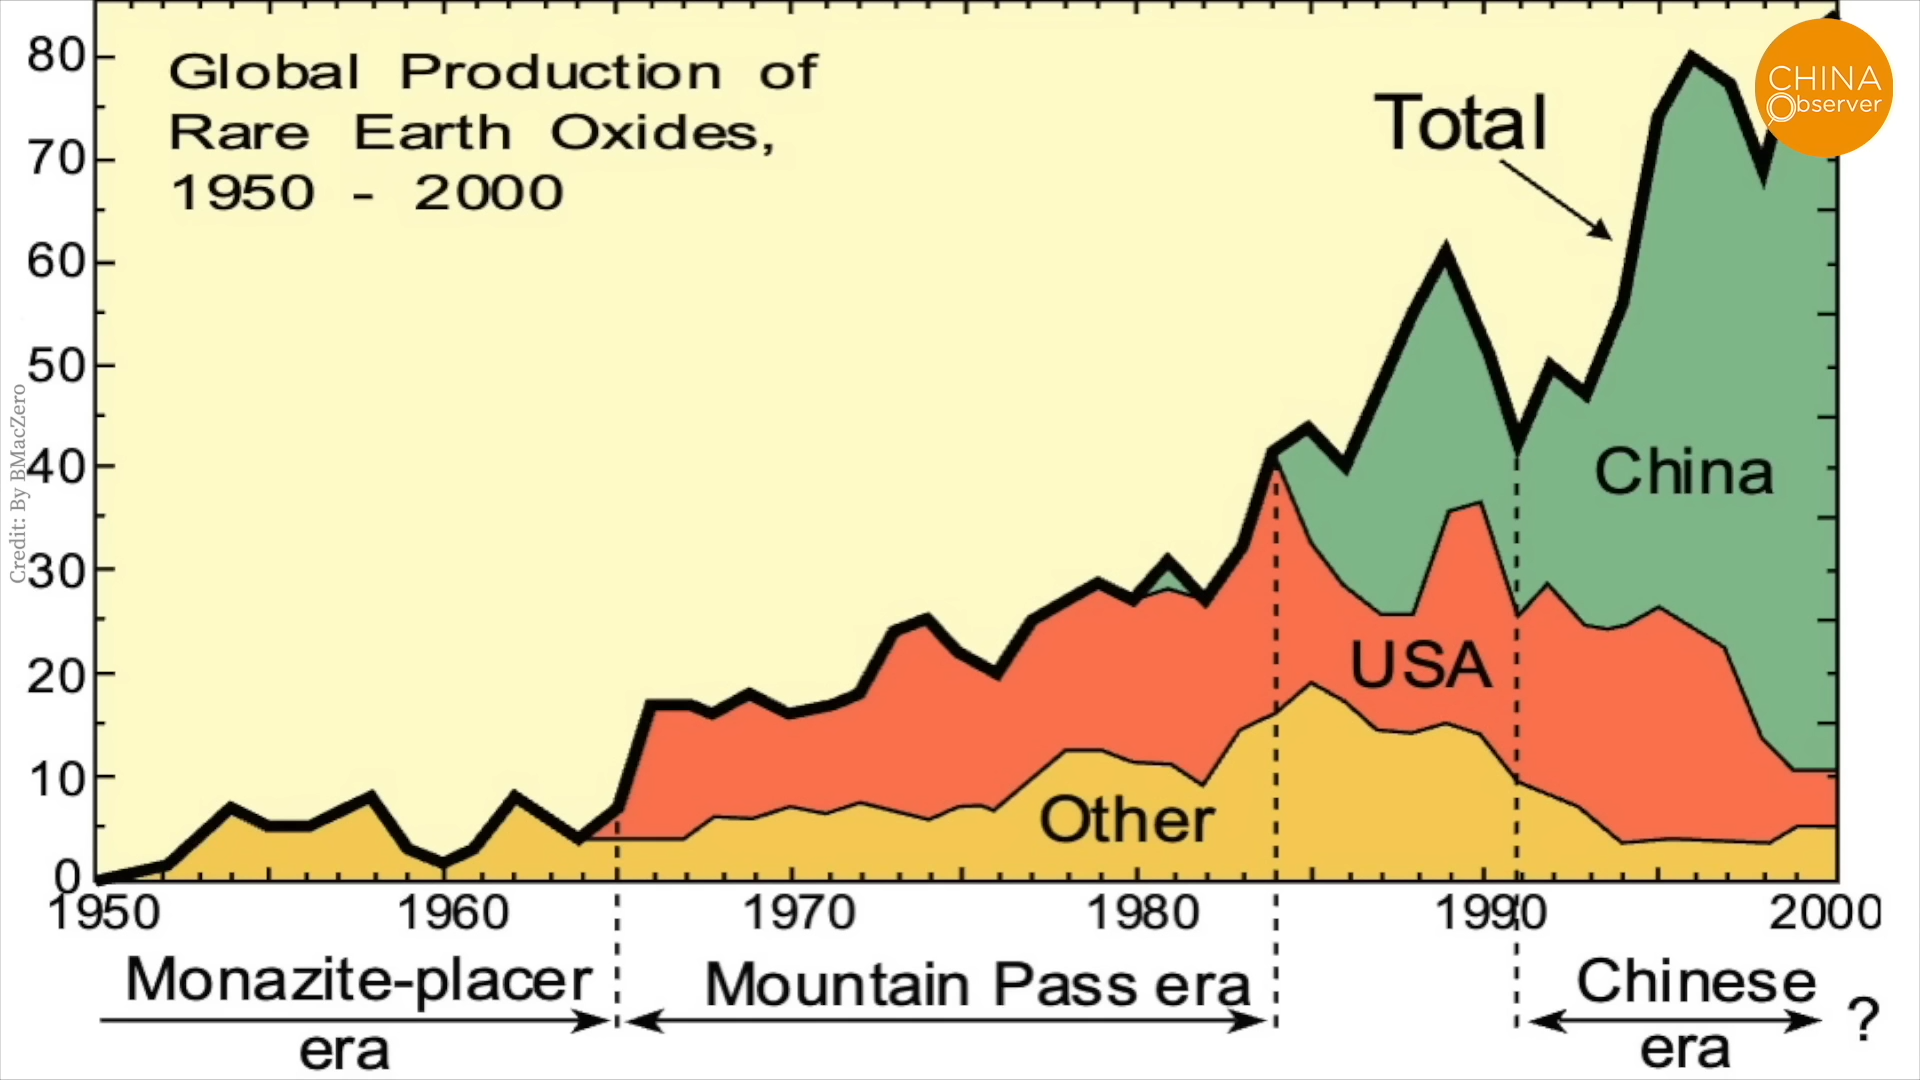 Global Production of
Rare Earth Oxides,
1950 - 2000
CHINA
Observer
Total
80
70
60
50
40
30
20
10
0
Credit: By BMacZero
China
USA
Other
1950 1960 1970 1980 1990 2000
Monazite-placer
era
Mountain Pass era
Chinese
era
?